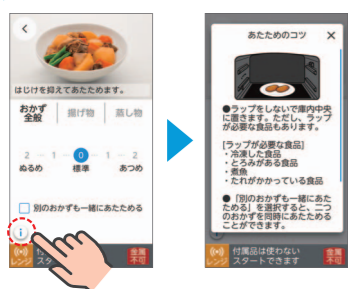 はじけを抑えてあたためます。
おかず全般
揚げ物
蒸し物
2 - 1 - 0 - 1 - 2
ぬるめ 標準 あつめ
別のおかずも一緒にあたためる
i
レンジ
スタ
金属不可
あたためのコツ ×
●ラップをしないで庫内中央
に置きます。ただし、ラップ
が必要な食品もあります。
[ラップが必要な食品]
・冷凍した食品
・とろみがある食品
・煮魚
・たれがかかっている食品
●「別のおかずも一緒にあた
ためる」を選択すると、二つ
のおかずを同時にあたためる
ことができます。
レンジ
付属品は使わない
スタートできます
金属不可